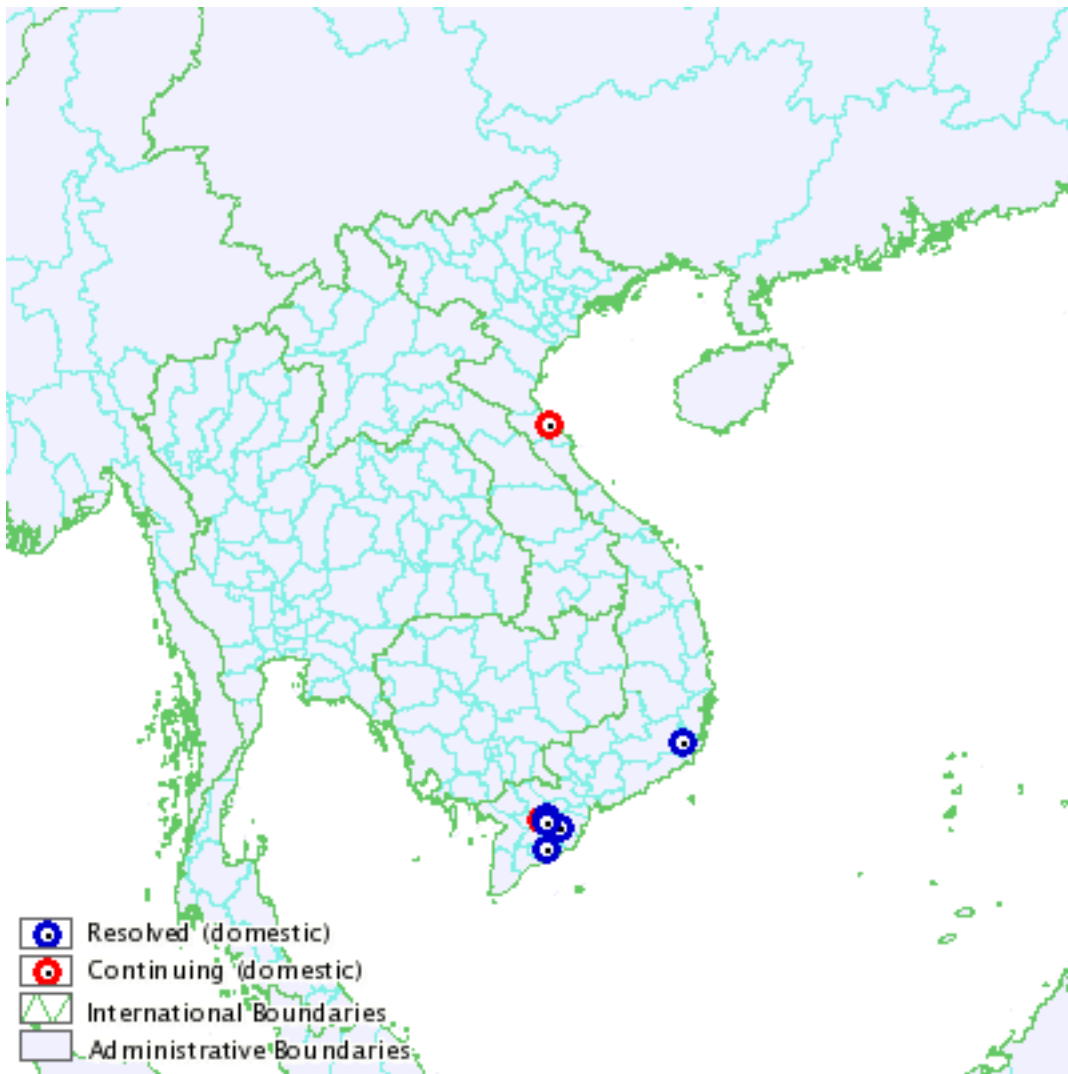 Resolved (domestic)
Continuing (domestic)
International Boundaries
Administrative Boundaries